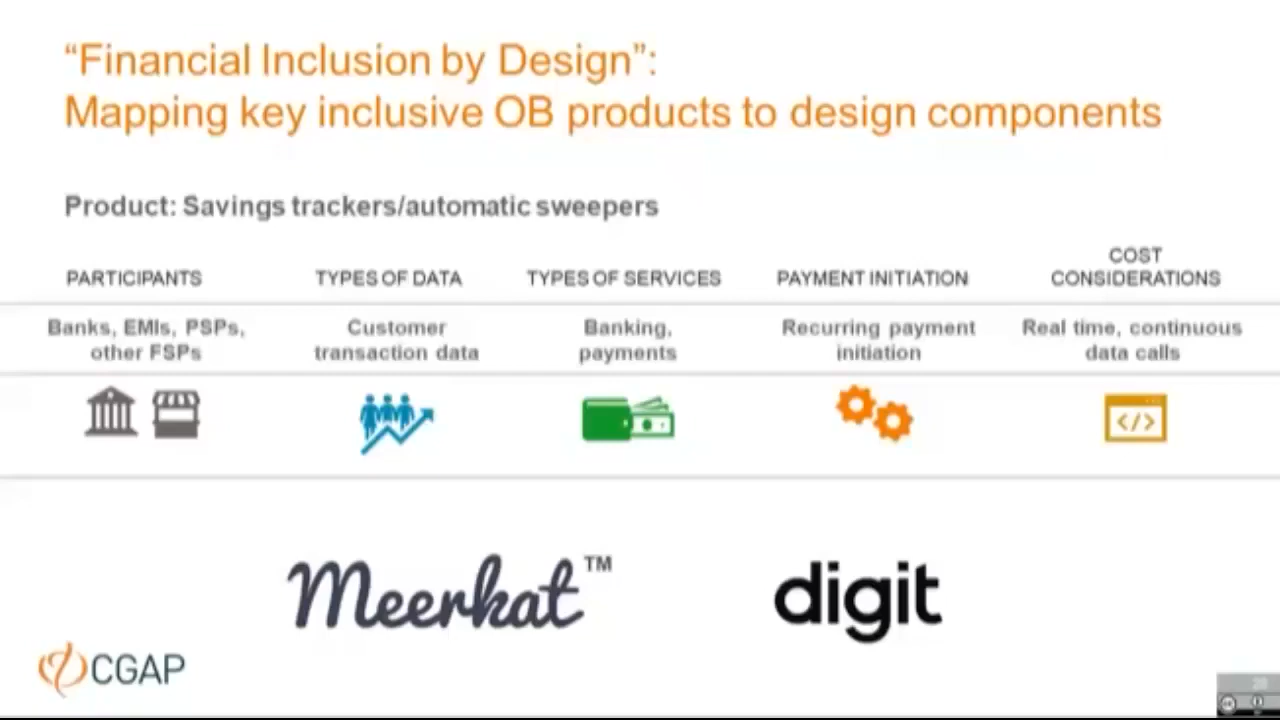 “Financial Inclusion by Design”:
Mapping key inclusive OB products to design components
Product: Savings trackers/automatic sweepers
PARTICIPANTS
TYPES OF DATA
TYPES OF SERVICES
PAYMENT INITIATION
COST
CONSIDERATIONS
Banks, EMIs, PSPs,
other FSPs
Customer
transaction data
Banking,
payments
Recurring payment
initiation
Real time, continuous
data calls
</>
Meerkat™
digit
CGAP